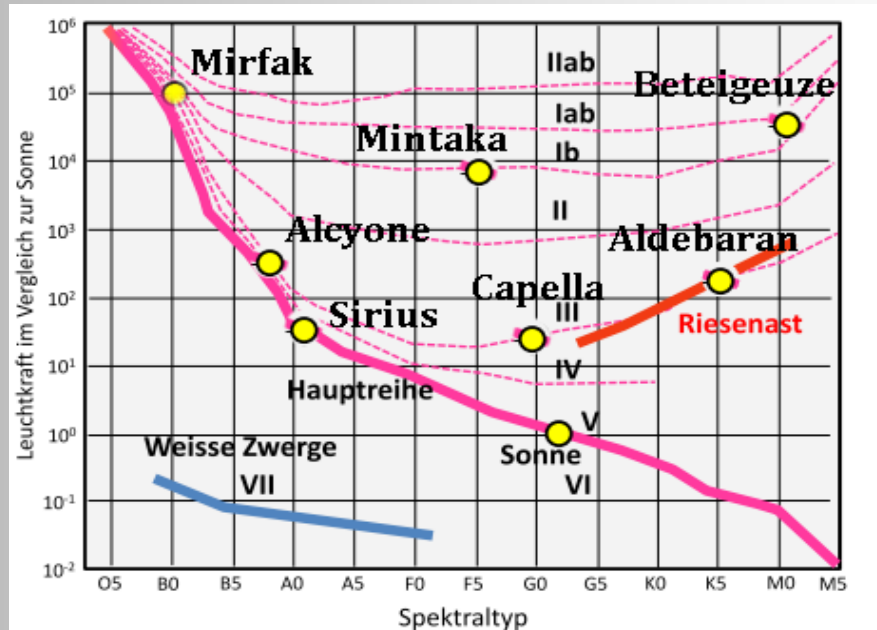 10⁶
Mirfak
IIab
Beteigeuze
10⁵
Iab
Mintaka
Ib
10⁴
II
10³
Alcyone
Aldebaran
10²
Capella
III
Sirius
Riesenast
10¹
IV
Hauptreihe
10⁰
V
Weisse Zwerge
Sonne
VII
VI
10⁻¹
10⁻²
O5 B0 B5 A0 A5 F0 F5 G0 G5 K0 K5 M0 M5
Spektraltyp
Leuchtkraft im Vergleich zur Sonne